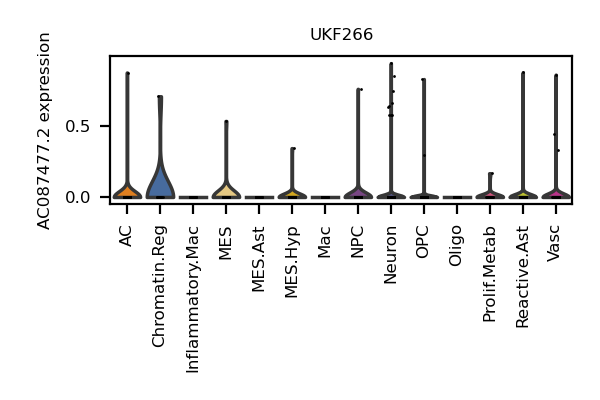 UKF266
AC087477.2 expression
0.5
0.0
AC
Chromatin.Reg
Inflammatory.Mac
MES
MES.Ast
MES.Hyp
Mac
NPC
Neuron
OPC
Oligo
Prolif.Metab
Reactive.Ast
Vasc